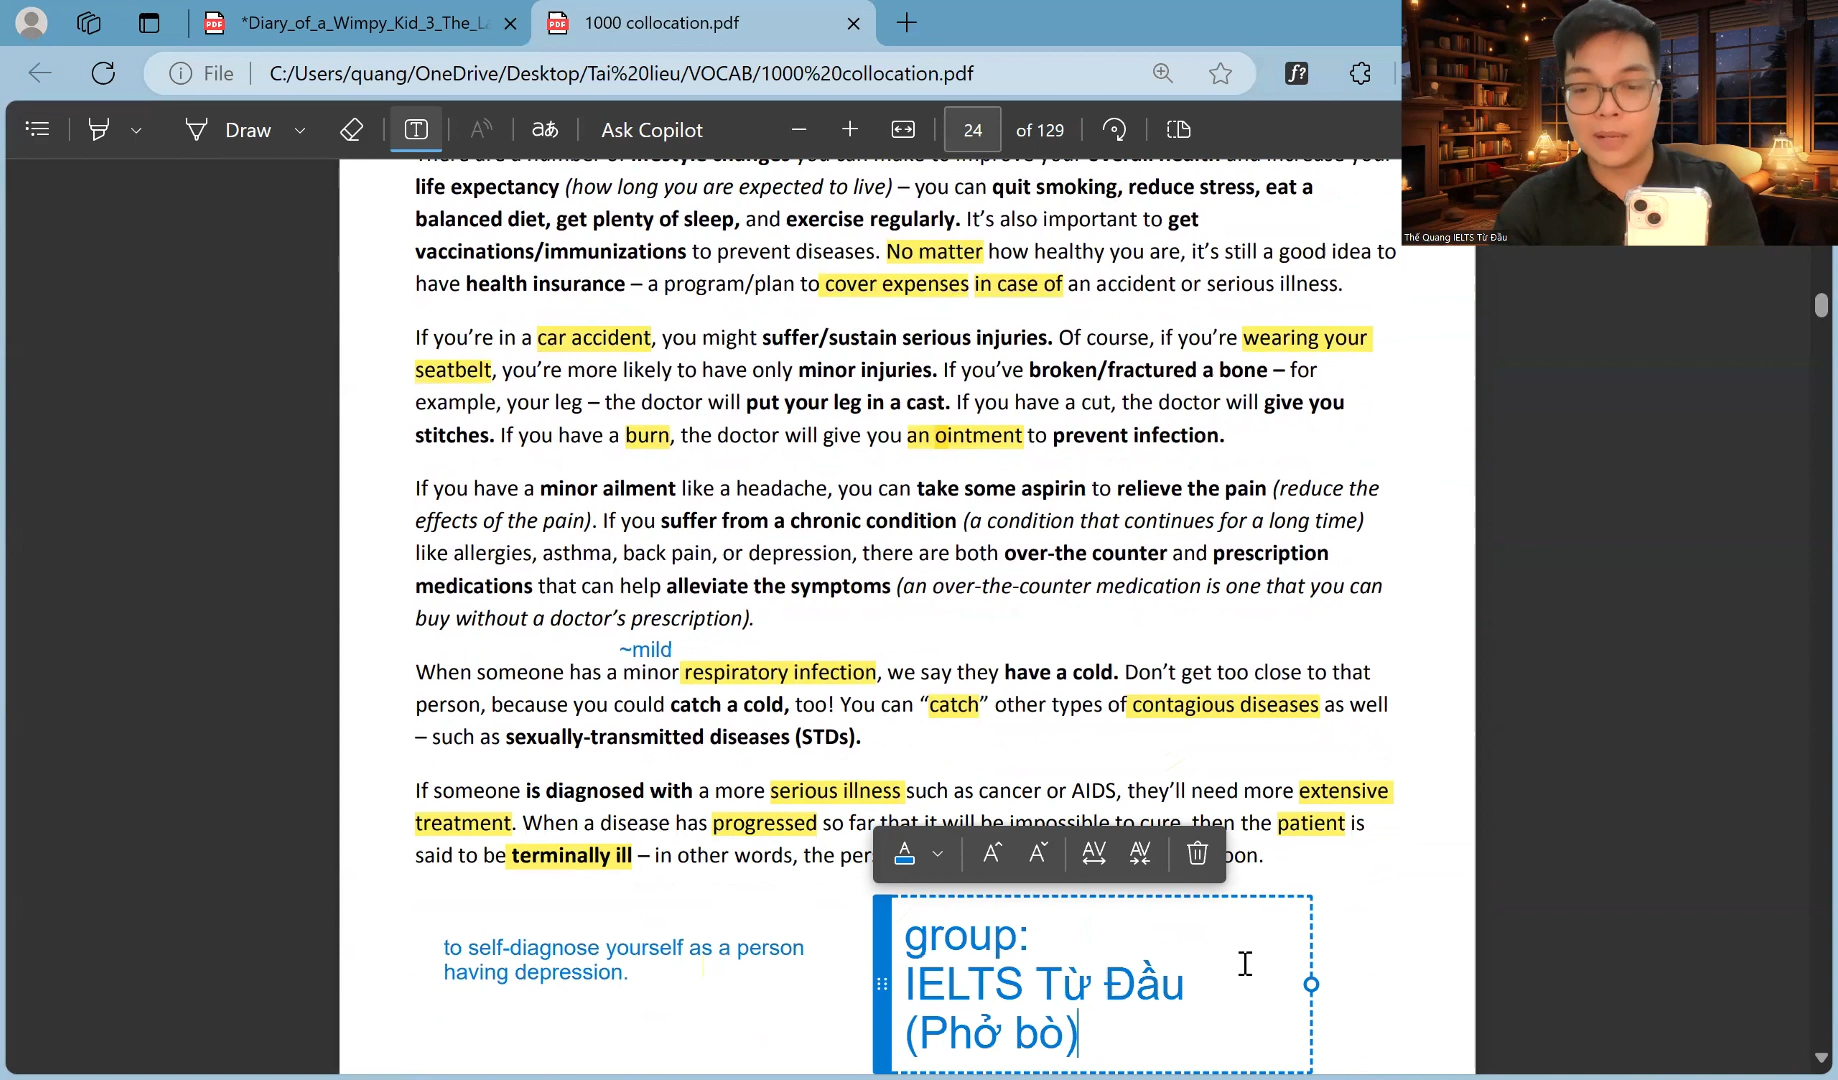 *Diary_of_a_Wimpy_Kid_3_The_L
1000 collocation.pdf
File
C:/Users/quang/OneDrive/Desktop/Tai%20lieu/VOCAB/1000%20collocation.pdf
Draw
Ask Copilot
24
of 129
Thế Quang IELTS Từ Đầu
There are a number of lifestyle changes you can make to improve your overall health and increase your
life expectancy (how long you are expected to live) – you can quit smoking, reduce stress, eat a
balanced diet, get plenty of sleep, and exercise regularly. It's also important to get
vaccinations/immunizations to prevent diseases. No matter how healthy you are, it's still a good idea to
have health insurance – a program/plan to cover expenses in case of an accident or serious illness.
If you're in a car accident, you might suffer/sustain serious injuries. Of course, if you're wearing your
seatbelt, you're more likely to have only minor injuries. If you've broken/fractured a bone – for
example, your leg – the doctor will put your leg in a cast. If you have a cut, the doctor will give you
stitches. If you have a burn, the doctor will give you an ointment to prevent infection.
If you have a minor ailment like a headache, you can take some aspirin to relieve the pain (reduce the
effects of the pain). If you suffer from a chronic condition (a condition that continues for a long time)
like allergies, asthma, back pain, or depression, there are both over-the counter and prescription
medications that can help alleviate the symptoms (an over-the-counter medication is one that you can
buy without a doctor's prescription).
~mild
When someone has a minor respiratory infection, we say they have a cold. Don't get too close to that
person, because you could catch a cold, too! You can “catch” other types of contagious diseases as well
– such as sexually-transmitted diseases (STDs).
If someone is diagnosed with a more serious illness such as cancer or AIDS, they'll need more extensive
treatment. When a disease has progressed so far that it will be impossible to cure, then the patient is
said to be terminally ill – in other words, the per oon.
to self-diagnose yourself as a person
having depression.
group:
IELTS Từ Đầu
(Phở bò)